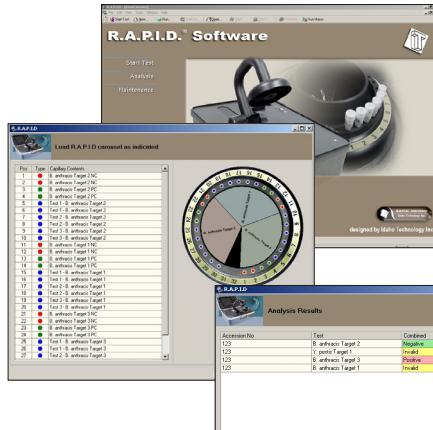 R.A.P.I.D.® Software
Start Test
Analysis
Maintenance
designed by Idaho Technology Inc
R.A.P.I.D
Load R.A.P.I.D carousel as indicated
Pos Type Capillary Contents
1 B. anthracis Target 2 NC
2 B. anthracis Target 2 NC
3 B. anthracis Target 2 PC
4 B. anthracis Target 2 PC
5 Test 1 - B. anthracis Target 2
6 Test 1 - B. anthracis Target 2
7 Test 2 - B. anthracis Target 2
8 Test 2 - B. anthracis Target 2
9 Test 3 - B. anthracis Target 2
10 Test 3 - B. anthracis Target 2
11 B. anthracis Target 1 NC
12 B. anthracis Target 1 NC
13 B. anthracis Target 1 PC
14 B. anthracis Target 1 PC
15 Test 1 - B. anthracis Target 1
16 Test 1 - B. anthracis Target 1
17 Test 2 - B. anthracis Target 1
18 Test 2 - B. anthracis Target 1
19 Test 3 - B. anthracis Target 1
20 Test 3 - B. anthracis Target 1
21 B. anthracis Target 3 NC
22 B. anthracis Target 3 NC
23 B. anthracis Target 3 PC
24 B. anthracis Target 3 PC
25 Test 1 - B. anthracis Target 3
26 Test 1 - B. anthracis Target 3
27 Test 2 - B. anthracis Target 3
R.A.P.I.D
Analysis Results
Accession No Test Combined
123 B. anthracis Target 2 Negative
123 Y. pestis Target 1 Invalid
123 B. anthracis Target 3 Positive
123 B. anthracis Target 1 Invalid